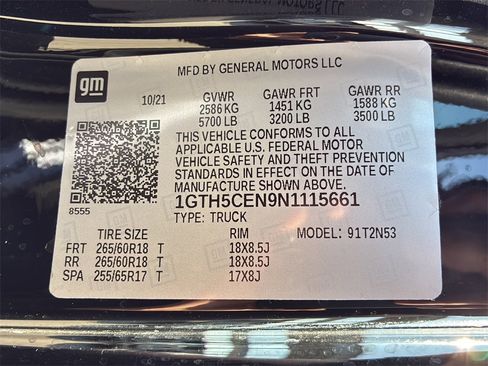 gm
MFD BY GENERAL MOTORS LLC
10/21 GVWR GAWR FRT GAWR RR
2586 KG 1451 KG 1588 KG
5700 LB 3200 LB 3500 LB
THIS VEHICLE CONFORMS TO ALL
APPLICABLE U.S. FEDERAL MOTOR
VEHICLE SAFETY AND THEFT PREVENTION
STANDARDS IN EFFECT ON THE DATE OF
MANUFACTURE SHOWN ABOVE.
8555
1GTH5CEN9N1115661
TYPE: TRUCK
TIRE SIZE RIM MODEL: 91T2N53
FRT 265/60R18 T 18X8.5J
RR 265/60R18 T 18X8.5J
SPA 255/65R17 T 17X8J